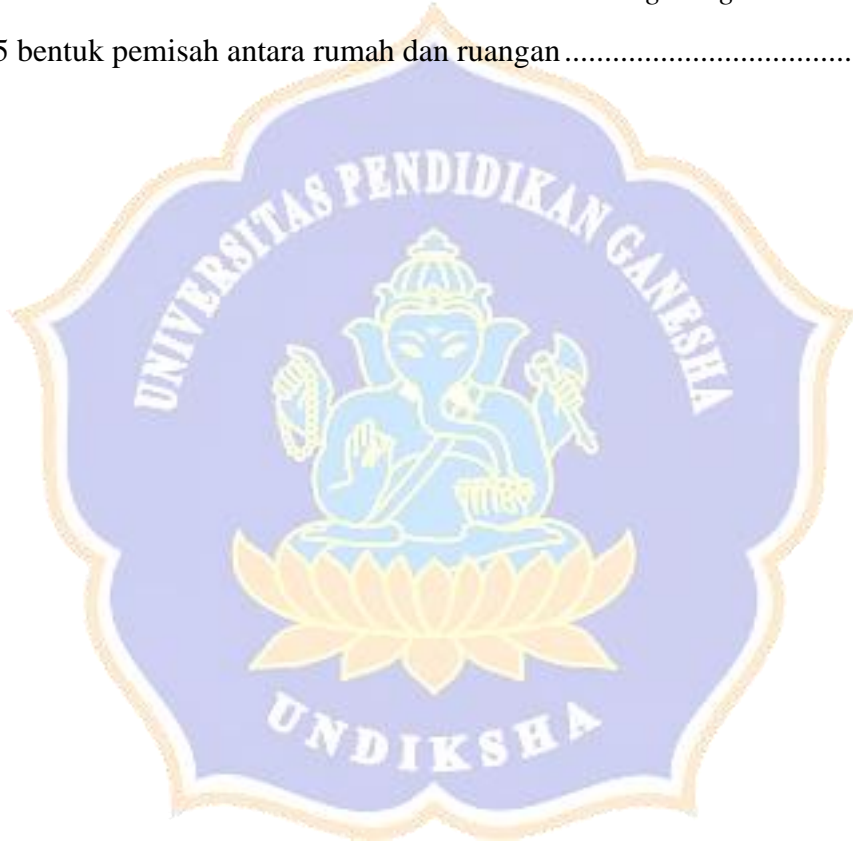 5 bentuk pemisah antara rumah dan ruangan....................................
UNIVERSITAS PENDIDIKAN GANESHA
UNDIKSHA